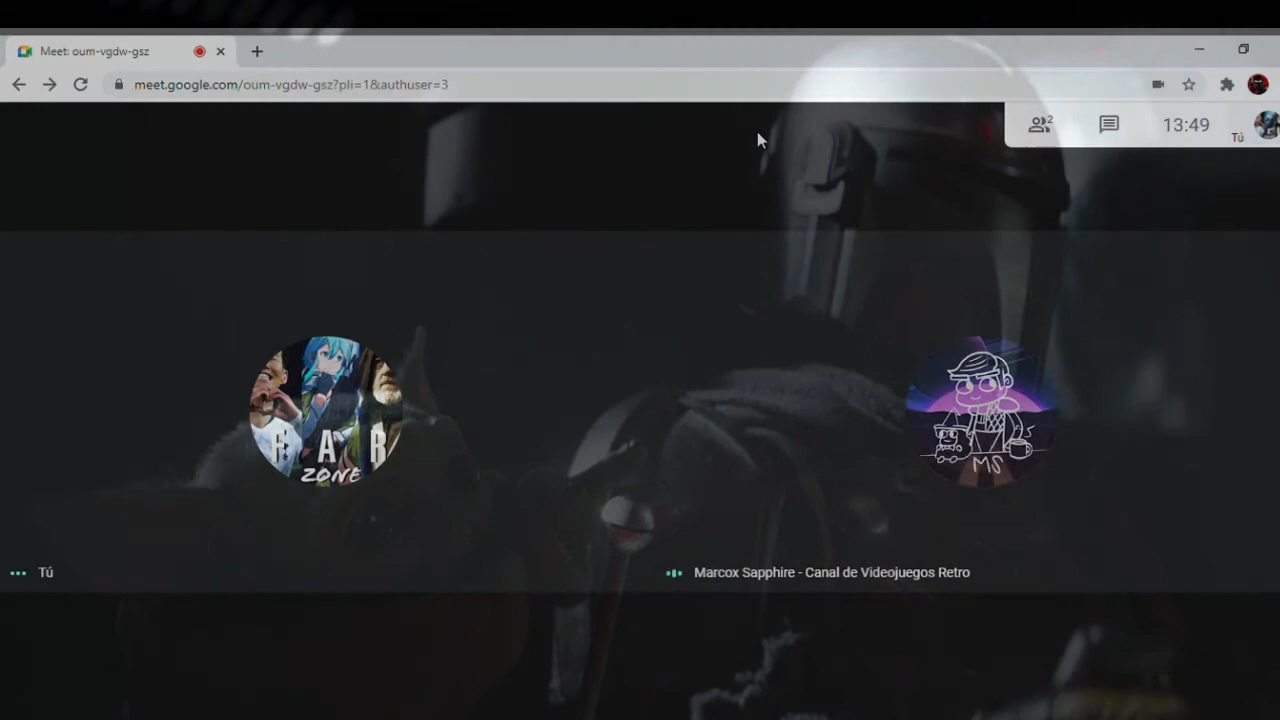 Meet: oum-vgdw-gsz
meet.google.com/oum-vgdw-gsz?pli=1&authuser=3
2
13:49
Tú
FAR
ZONE
MS
Tú
Marcox Sapphire - Canal de Videojuegos Retro